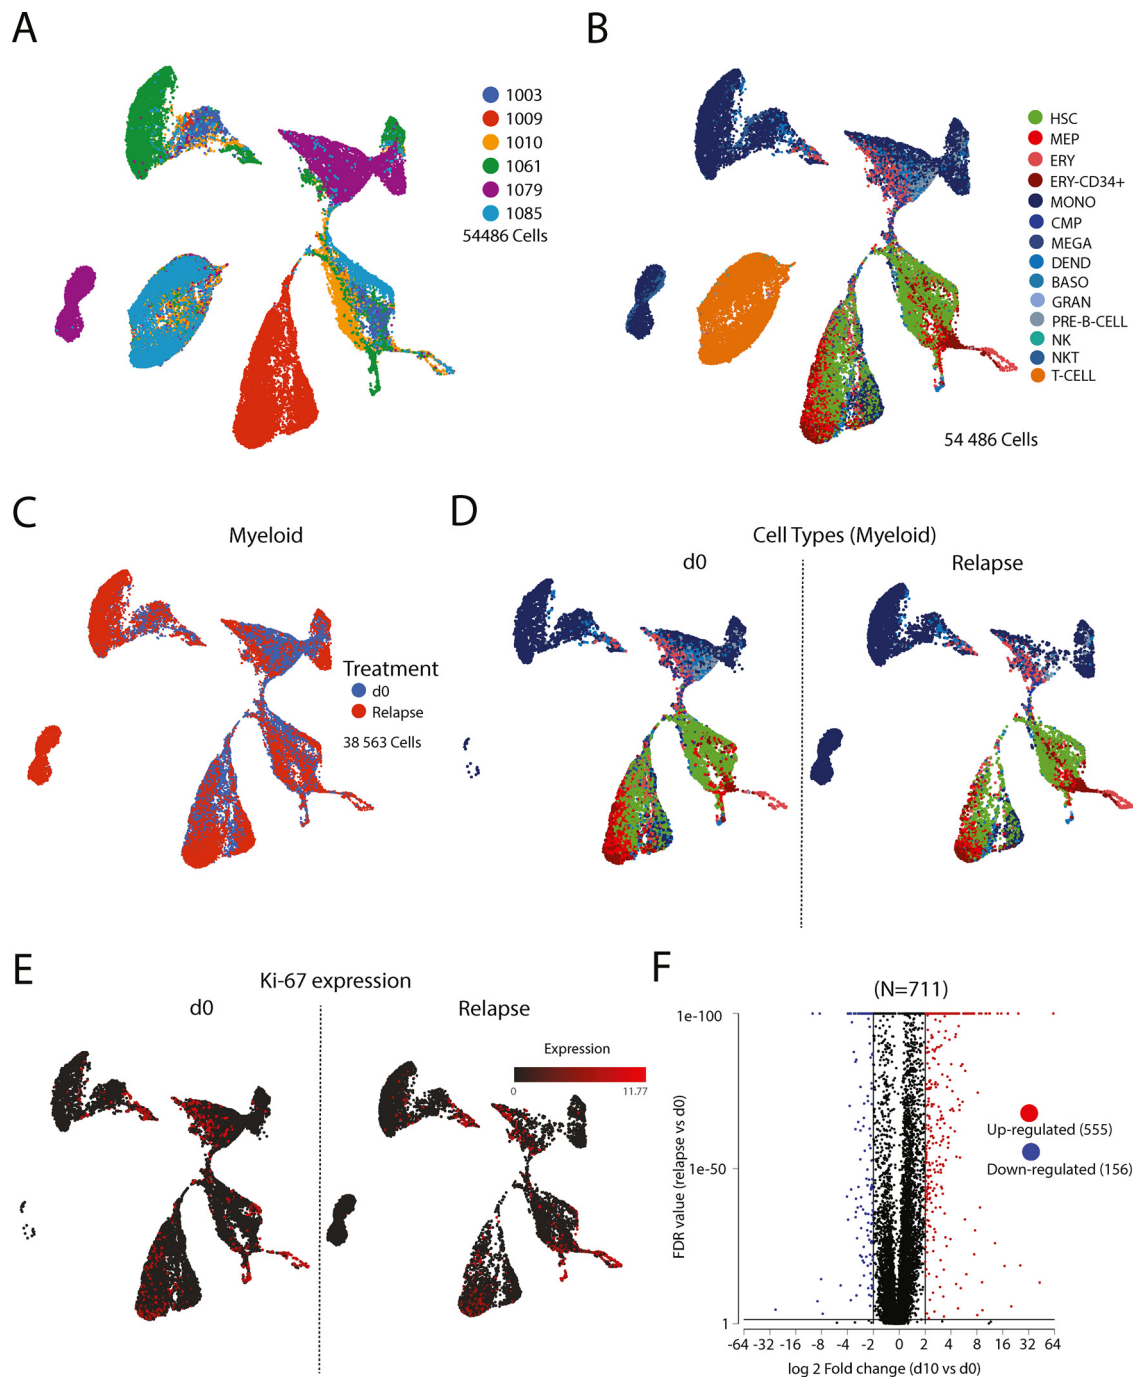 A
1003
1009
1010
1061
1079
1085
54486 Cells
B
HSC
MEP
ERY
ERY-CD34+
MONO
CMP
MEGA
DEND
BASO
GRAN
PRE-B-CELL
NK
NKT
T-CELL
54 486 Cells
C
Myeloid
Treatment
d0
Relapse
38 563 Cells
D
Cell Types (Myeloid)
d0
Relapse
E
Ki-67 expression
d0
Relapse
Expression
0 11.77
F
(N=711)
1e-100
1e-50
1
FDR value (relapse vs d0)
Up-regulated (555)
Down-regulated (156)
-64 -32 -16 -8 -4 -2 0 2 4 8 16 32 64
log 2 Fold change (d10 vs d0)